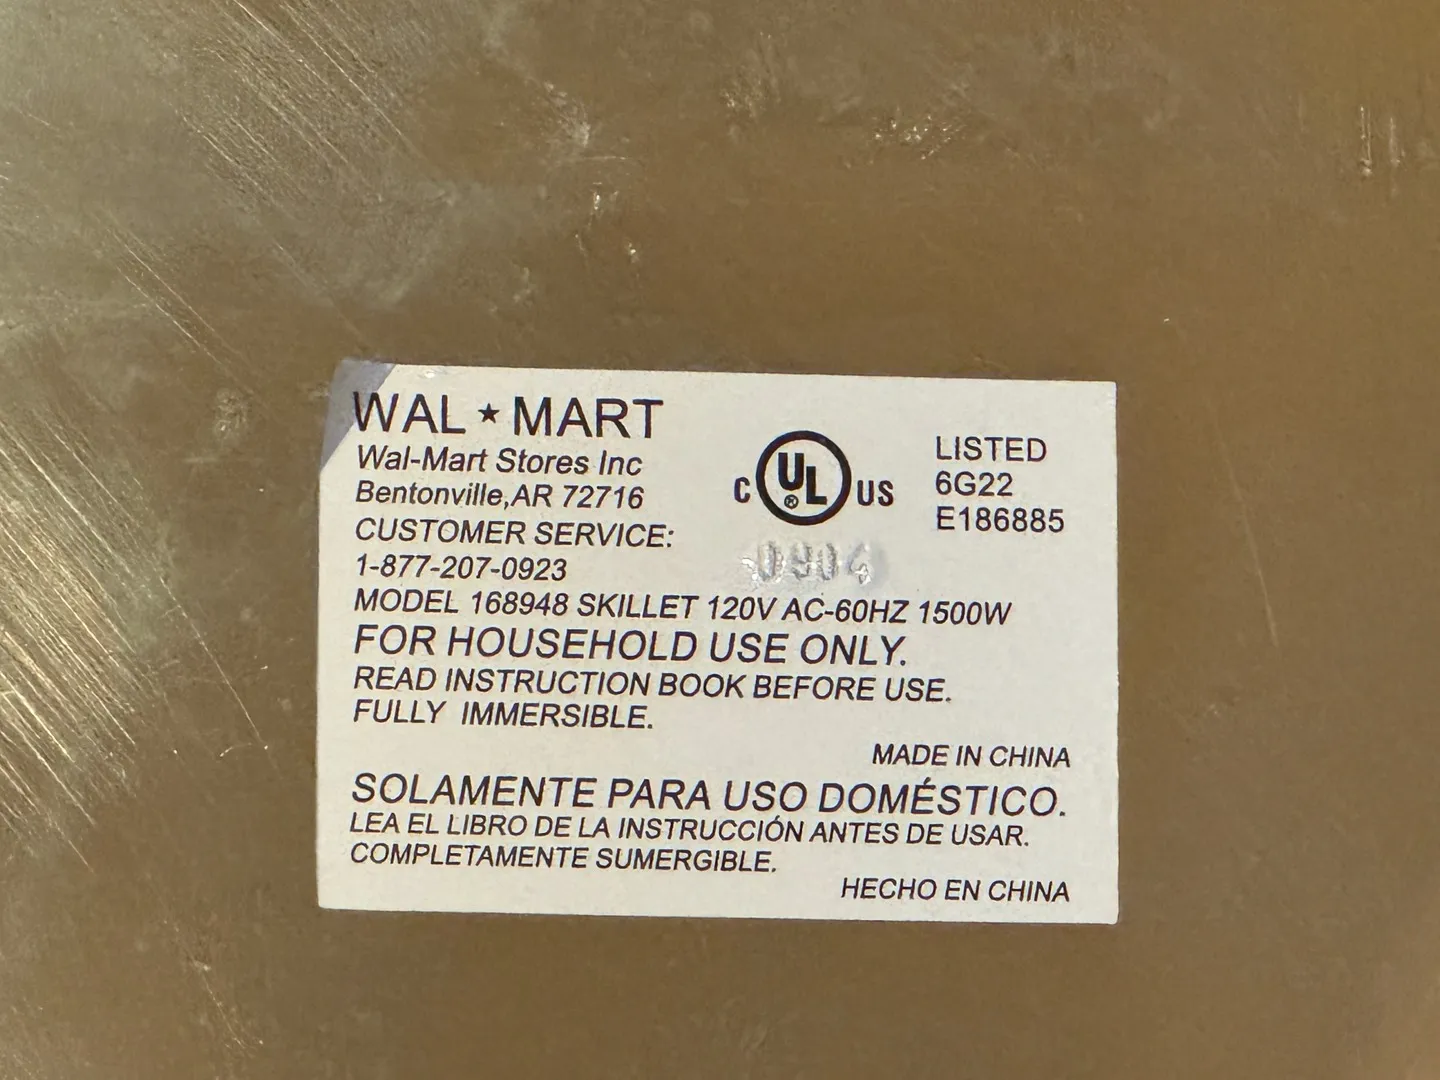 WAL★MART
Wal-Mart Stores Inc
Bentonville,AR 72716
CUSTOMER SERVICE:
1-877-207-0923
C UL® US
LISTED
6G22
E186885
0904
MODEL 168948 SKILLET 120V AC-60HZ 1500W
FOR HOUSEHOLD USE ONLY.
READ INSTRUCTION BOOK BEFORE USE.
FULLY IMMERSIBLE.
MADE IN CHINA
SOLAMENTE PARA USO DOMÉSTICO.
LEA EL LIBRO DE LA INSTRUCCIÓN ANTES DE USAR.
COMPLETAMENTE SUMERGIBLE.
HECHO EN CHINA